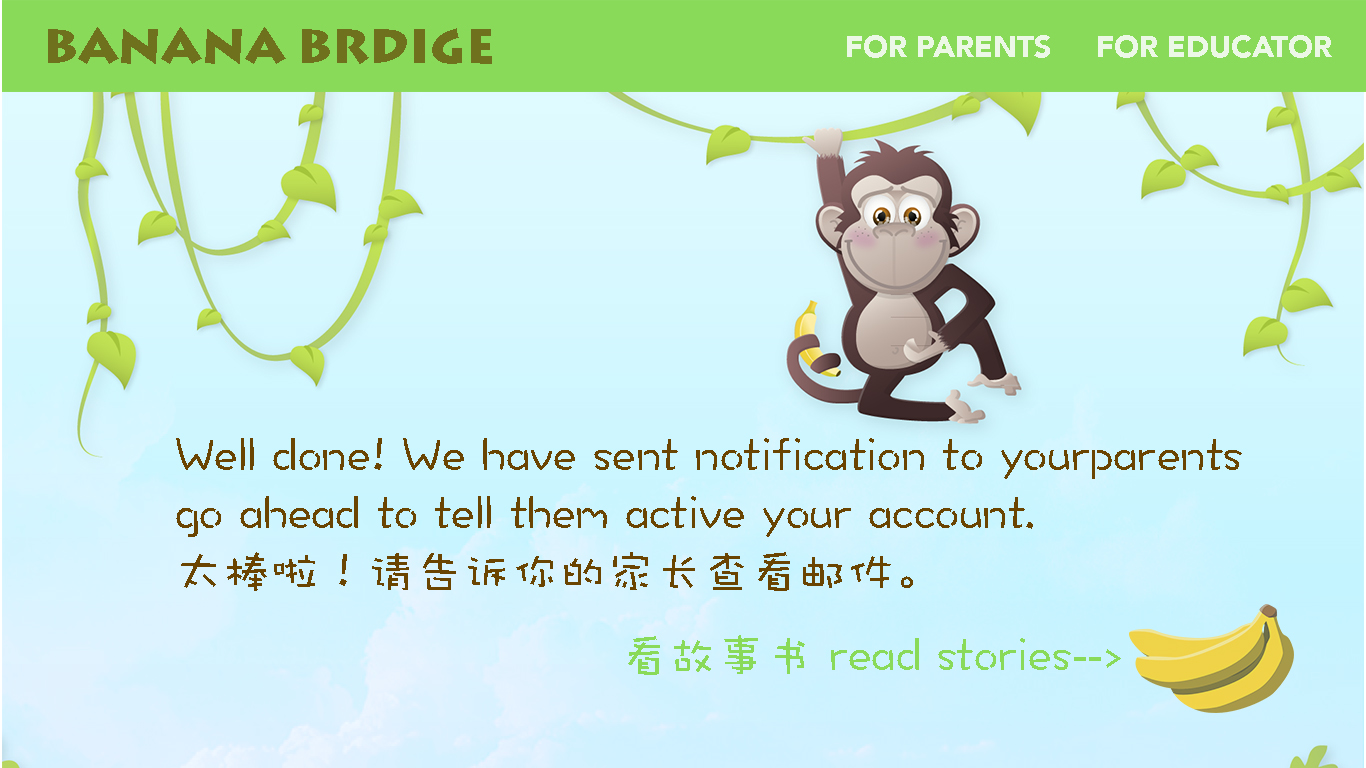 BANANA BRDIGE
FOR PARENTS
FOR EDUCATOR
Well done! We have sent notification to yourparents
go ahead to tell them active your account.
太棒啦！请告诉你的家长查看邮件。
看故事书 read stories-->